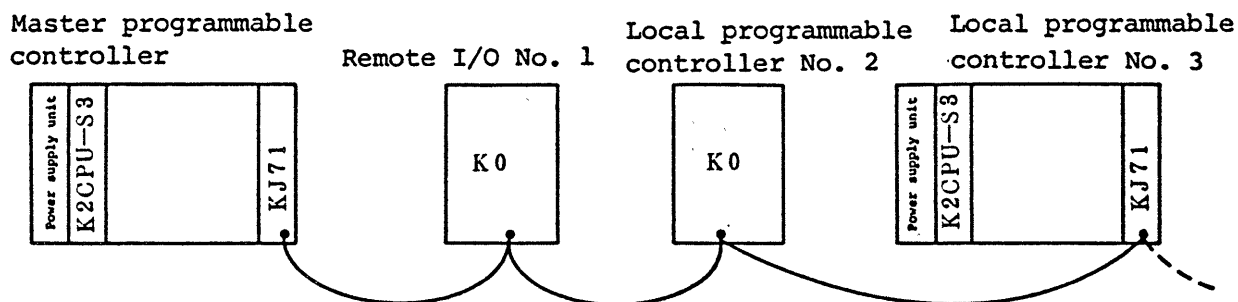 Master programmable
controller
Remote I/O No. 1
Local programmable
controller No. 2
Local programmable
controller No. 3
Power supply unit
K2CPU-S3
KJ71
K0
K0
Power supply unit
K2CPU-S3
KJ71